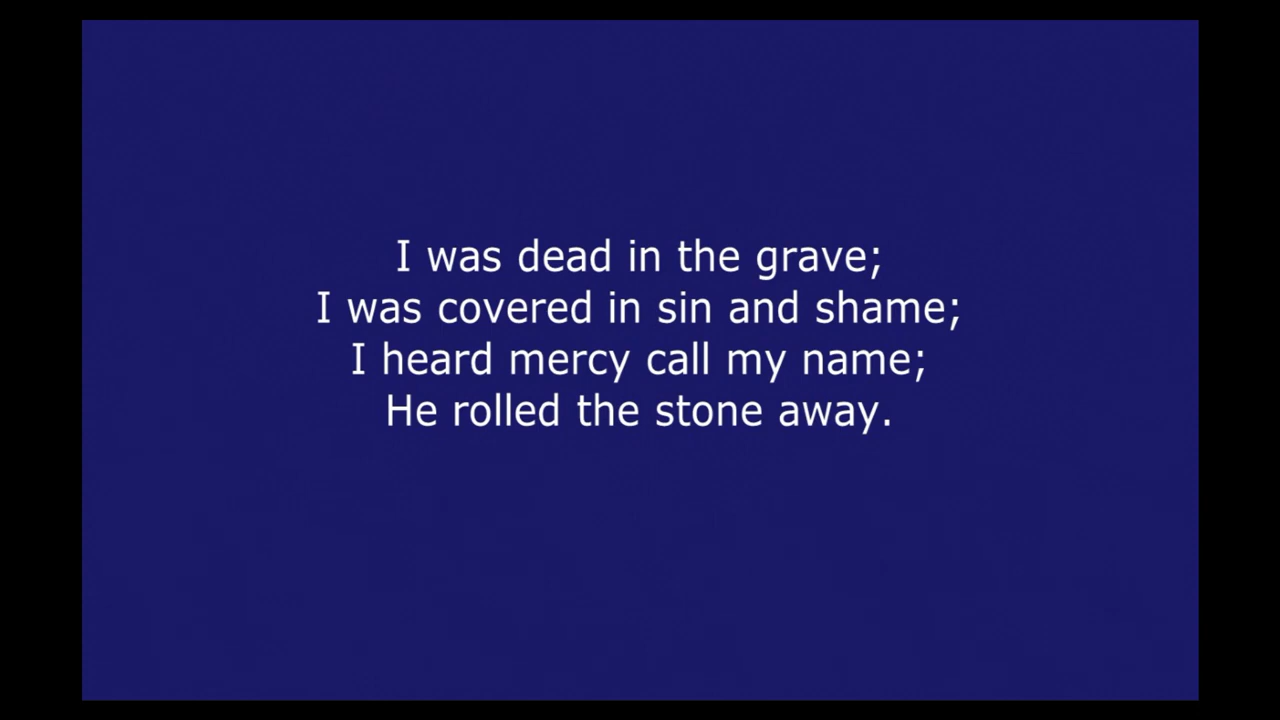 I was dead in the grave;
I was covered in sin and shame;
I heard mercy call my name;
He rolled the stone away.